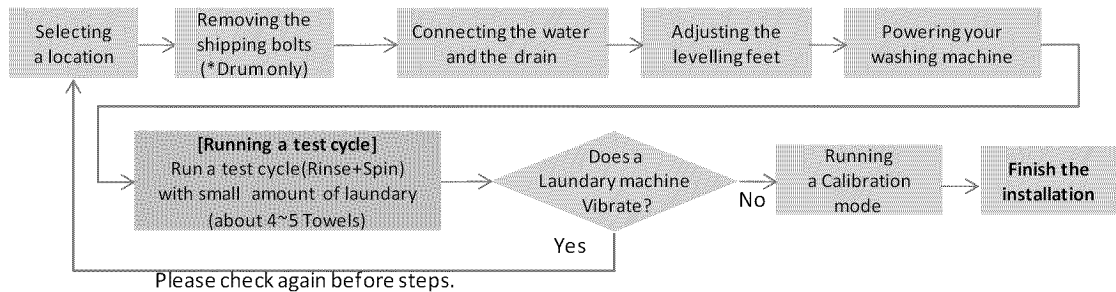 Selecting
a location
Removing the
shipping bolts
(*Drum only)
Connecting the water
and the drain
Adjusting the
levelling feet
Powering your
washing machine
[Running a test cycle]
Run a test cycle(Rinse+Spin)
with small amount of laundary
(about 4~5 Towels)
Does a
Laundary machine
Vibrate?
No
Running
a Calibration
mode
Finish the
installation
Yes
Please check again before steps.